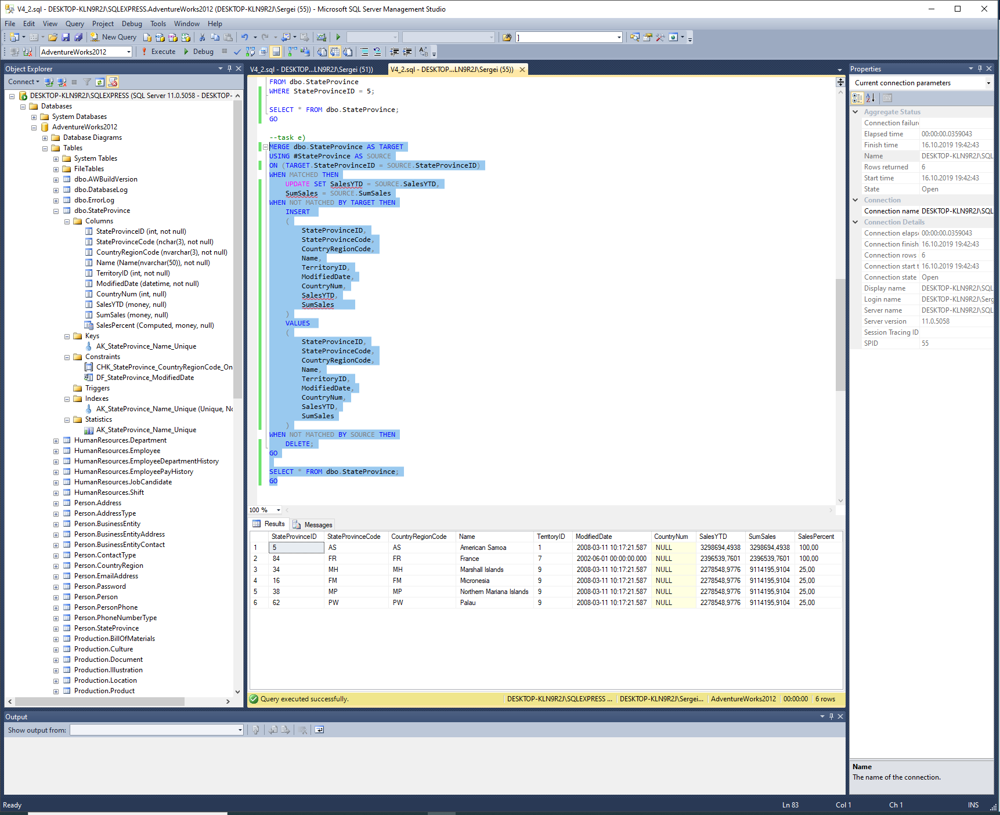 V4_2.sql - DESKTOP-KLN9R2J\SQLEXPRESS.AdventureWorks2012 (DESKTOP-KLN9R2J\Sergei (55)) - Microsoft SQL Server Management Studio
File Edit View Query Project Debug Tools Window Help
New Query ]
AdventureWorks2012 Execute Debug
Object Explorer
Connect
DESKTOP-KLN9R2J\SQLEXPRESS (SQL Server 11.0.5058 - DESKTOP-
Databases
System Databases
AdventureWorks2012
Database Diagrams
Tables
System Tables
FileTables
dbo.AWBuildVersion
dbo.DatabaseLog
dbo.ErrorLog
dbo.StateProvince
Columns
StateProvinceID (int, not null)
StateProvinceCode (nchar(3), not null)
CountryRegionCode (nvarchar(3), not null)
Name (Name(nvarchar(50)), not null)
TerritoryID (int, not null)
ModifiedDate (datetime, not null)
CountryNum (int, null)
SalesYTD (money, null)
SumSales (money, null)
SalesPercent (Computed, money, null)
Keys
AK_StateProvince_Name_Unique
Constraints
CHK_StateProvince_CountryRegionCode_On
DF_StateProvince_ModifiedDate
Triggers
Indexes
AK_StateProvince_Name_Unique (Unique, Nc
Statistics
AK_StateProvince_Name_Unique
HumanResources.Department
HumanResources.Employee
HumanResources.EmployeeDepartmentHistory
HumanResources.EmployeePayHistory
HumanResources.JobCandidate
HumanResources.Shift
Person.Address
Person.AddressType
Person.BusinessEntity
Person.BusinessEntityAddress
Person.BusinessEntityContact
Person.ContactType
Person.CountryRegion
Person.EmailAddress
Person.Password
Person.Person
Person.PersonPhone
Person.PhoneNumberType
Person.StateProvince
Production.BillOfMaterials
Production.Culture
Production.Document
Production.Illustration
Production.Location
Production.Product
V4_2.sql - DESKTOP...LN9R2J\Sergei (51)) V4_2.sql - DESKTOP...LN9R2J\Sergei (55))
FROM dbo.StateProvince
WHERE StateProvinceID = 5;
SELECT * FROM dbo.StateProvince;
GO
--task e)
MERGE dbo.StateProvince AS TARGET
USING #StateProvince AS SOURCE
ON (TARGET.StateProvinceID = SOURCE.StateProvinceID)
WHEN MATCHED THEN
UPDATE SET SalesYTD = SOURCE.SalesYTD,
SumSales = SOURCE.SumSales
WHEN NOT MATCHED BY TARGET THEN
INSERT
(
StateProvinceID,
StateProvinceCode,
CountryRegionCode,
Name,
TerritoryID,
ModifiedDate,
CountryNum,
SalesYTD,
SumSales
)
VALUES
(
StateProvinceID,
StateProvinceCode,
CountryRegionCode,
Name,
TerritoryID,
ModifiedDate,
CountryNum,
SalesYTD,
SumSales
)
WHEN NOT MATCHED BY SOURCE THEN
DELETE;
GO
SELECT * FROM dbo.StateProvince;
GO
100 %
Results Messages
StateProvinceID StateProvinceCode CountryRegionCode Name TerritoryID ModifiedDate CountryNum SalesYTD SumSales SalesPercent
1 5 AS AS American Samoa 1 2008-03-11 10:17:21.587 NULL 3298694,4938 3298694,4938 100,00
2 84 FR FR France 7 2002-06-01 00:00:00.000 NULL 2396539,7601 2396539,7601 100,00
3 34 MH MH Marshall Islands 9 2008-03-11 10:17:21.587 NULL 2278548,9776 9114195,9104 25,00
4 16 FM FM Micronesia 9 2008-03-11 10:17:21.587 NULL 2278548,9776 9114195,9104 25,00
5 38 MP MP Northern Mariana Islands 9 2008-03-11 10:17:21.587 NULL 2278548,9776 9114195,9104 25,00
6 62 PW PW Palau 9 2008-03-11 10:17:21.587 NULL 2278548,9776 9114195,9104 25,00
Query executed successfully. DESKTOP-KLN9R2J\SQLEXPRESS ... DESKTOP-KLN9R2J\Sergei... AdventureWorks2012 00:00:00 6 rows
Properties
Current connection parameters
Aggregate Status
Connection failure
Elapsed time 00:00:00.0359043
Finish time 16.10.2019 19:42:43
Name DESKTOP-KLN9R2J\SQL
Rows returned 6
Start time 16.10.2019 19:42:43
State Open
Connection
Connection name DESKTOP-KLN9R2J\SQL
Connection Details
Connection elaps 00:00:00.0359043
Connection finish 16.10.2019 19:42:43
Connection rows 6
Connection start t 16.10.2019 19:42:43
Connection state Open
Display name DESKTOP-KLN9R2J\SQ
Login name DESKTOP-KLN9R2J\Serg
Server name DESKTOP-KLN9R2J\SQL
Server version 11.0.5058
Session Tracing ID
SPID 55
Name
The name of the connection.
Output
Show output from:
Ready Ln 83 Col 1 Ch 1 INS